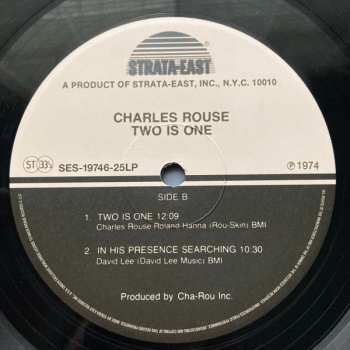 STRATA-EAST
A PRODUCT OF STRATA-EAST, INC., N.Y.C. 10010
CHARLES ROUSE
TWO IS ONE
ST 33⅓
SES-19746-25LP
℗ 1974
SIDE B
1. TWO IS ONE 12:09
Charles Rouse Roland Hanna (Rou-Skin) BMI
2. IN HIS PRESENCE SEARCHING 10:30
David Lee (David Lee Music) BMI
Produced by Cha-Rou Inc.